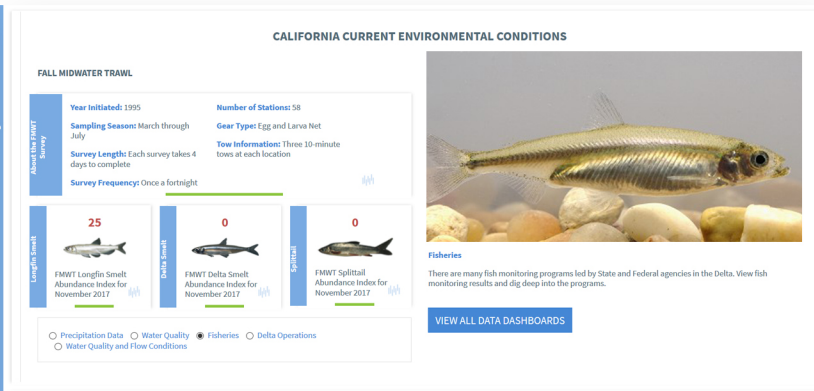 CALIFORNIA CURRENT ENVIRONMENTAL CONDITIONS
FALL MIDWATER TRAWL
About the FMWT
Survey
Year Initiated: 1995
Sampling Season: March through
July
Survey Length: Each survey takes 4
days to complete
Survey Frequency: Once a fortnight
Number of Stations: 58
Gear Type: Egg and Larva Net
Tow Information: Three 10-minute
tows at each location
Longfin Smelt
25
FMWT Longfin Smelt
Abundance Index for
November 2017
Delta Smelt
0
FMWT Delta Smelt
Abundance Index for
November 2017
Splittail
0
FMWT Splittail
Abundance Index for
November 2017
Precipitation Data
Water Quality
Fisheries
Delta Operations
Water Quality and Flow Conditions
Fisheries
There are many fish monitoring programs led by State and Federal agencies in the Delta. View fish
monitoring results and dig deep into the programs.
VIEW ALL DATA DASHBOARDS